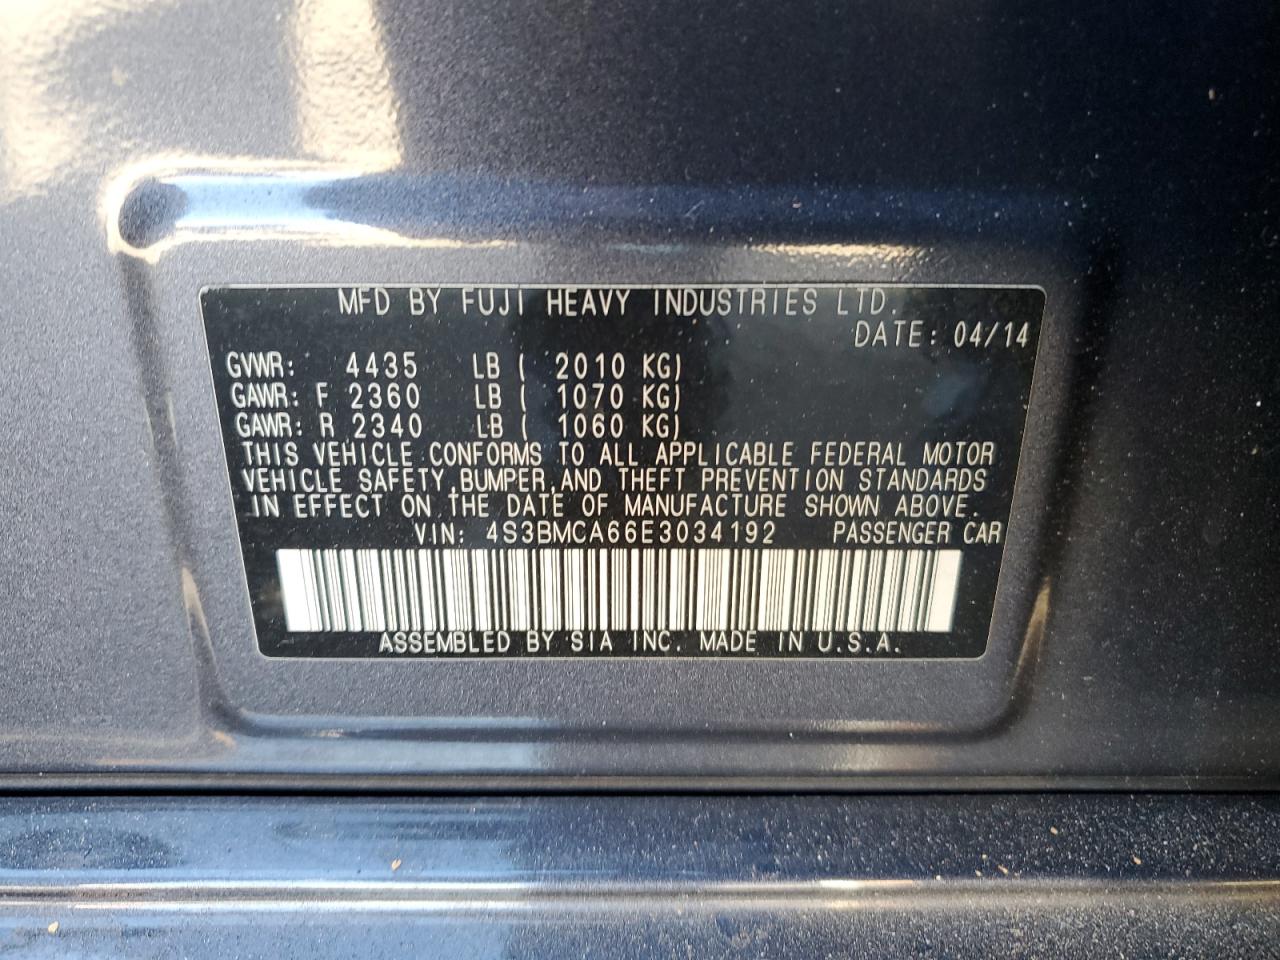 MFD BY FUJI HEAVY INDUSTRIES LTD.
DATE: 04/14
GVWR: 4435 LB ( 2010 KG)
GAWR: F 2360 LB ( 1070 KG)
GAWR: R 2340 LB ( 1060 KG)
THIS VEHICLE CONFORMS TO ALL APPLICABLE FEDERAL MOTOR
VEHICLE SAFETY,BUMPER,AND THEFT PREVENTION STANDARDS
IN EFFECT ON THE DATE OF MANUFACTURE SHOWN ABOVE.
VIN: 4S3BMCA66E3034192 PASSENGER CAR
ASSEMBLED BY SIA INC. MADE IN U.S.A.